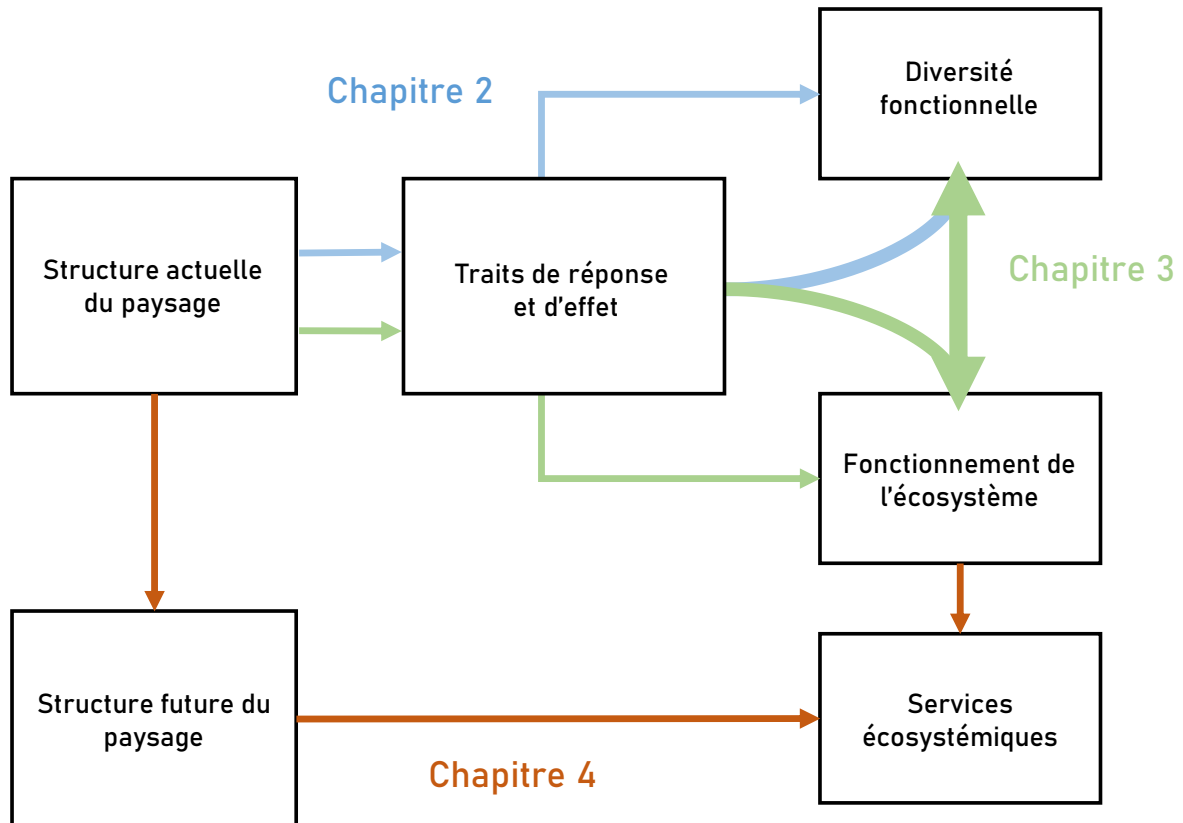 Diversité
fonctionnelle
Chapitre 2
Structure actuelle
du paysage
Traits de réponse
et d’effet
Chapitre 3
Fonctionnement de
l’écosystème
Structure future du
paysage
Services
écosystémiques
Chapitre 4